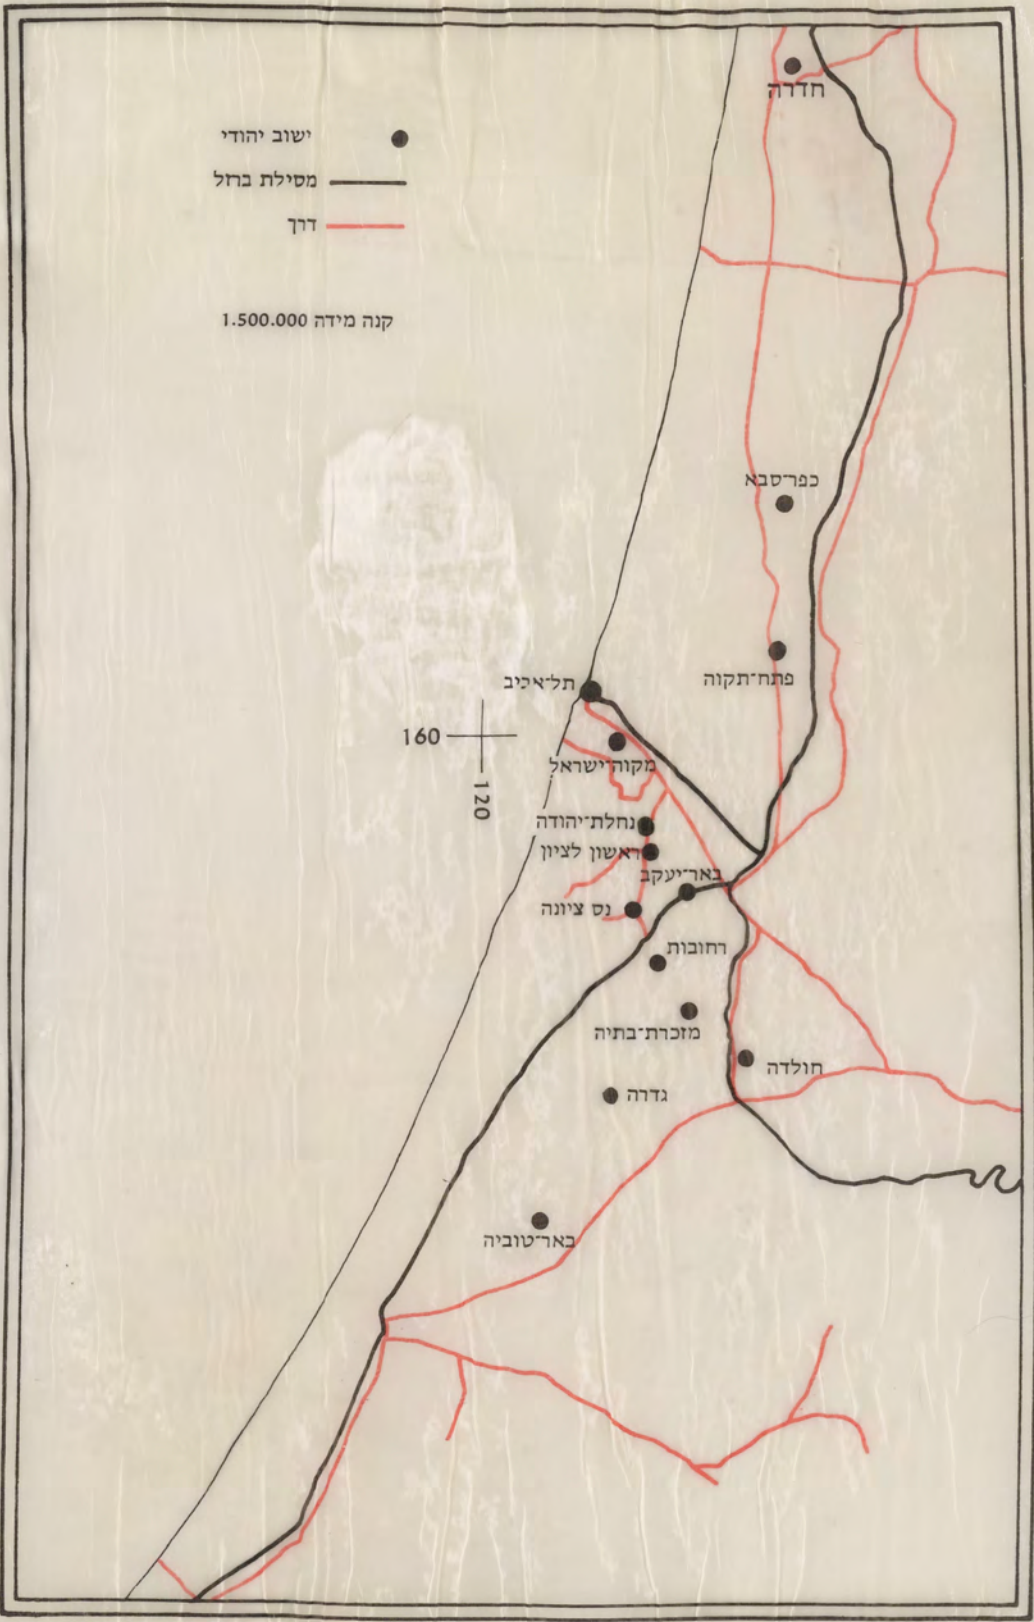 חדרה
ישוב יהודי
מסילת ברזל
דרך
קנה מידה 1.500.000
כפר־סבא
פתח־תקוה
תל־אביב
160
120
מקוה־ישראל
נחלת־יהודה
ראשון לציון
באר־יעקב
נס ציונה
רחובות
מזכרת־בתיה
חולדה
גדרה
באר־טוביה